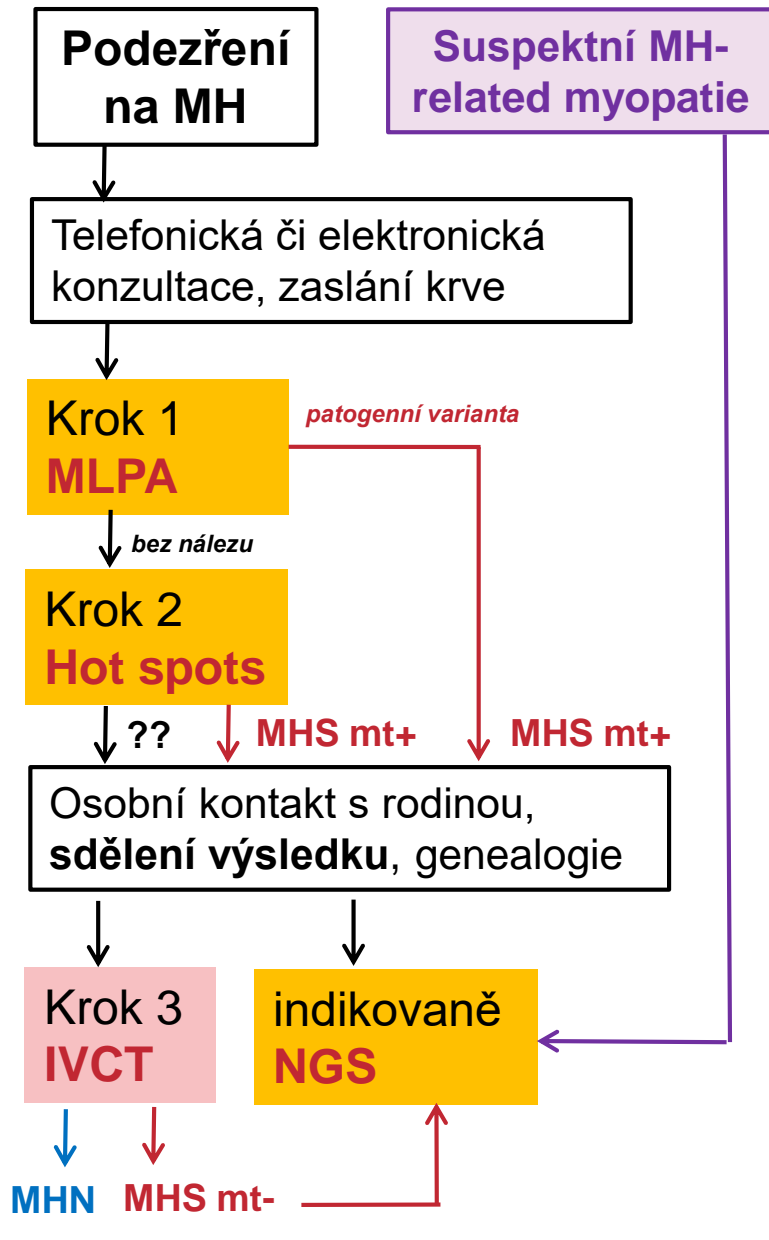 Podezření
na MH
Suspektní MH-
related myopatie
Telefonická či elektronická
konzultace, zaslání krve
Krok 1
MLPA
patogenní varianta
bez nálezu
Krok 2
Hot spots
??
MHS mt+
MHS mt+
Osobní kontakt s rodinou,
sdělení výsledku, genealogie
Krok 3
IVCT
indikovaně
NGS
MHN
MHS mt-